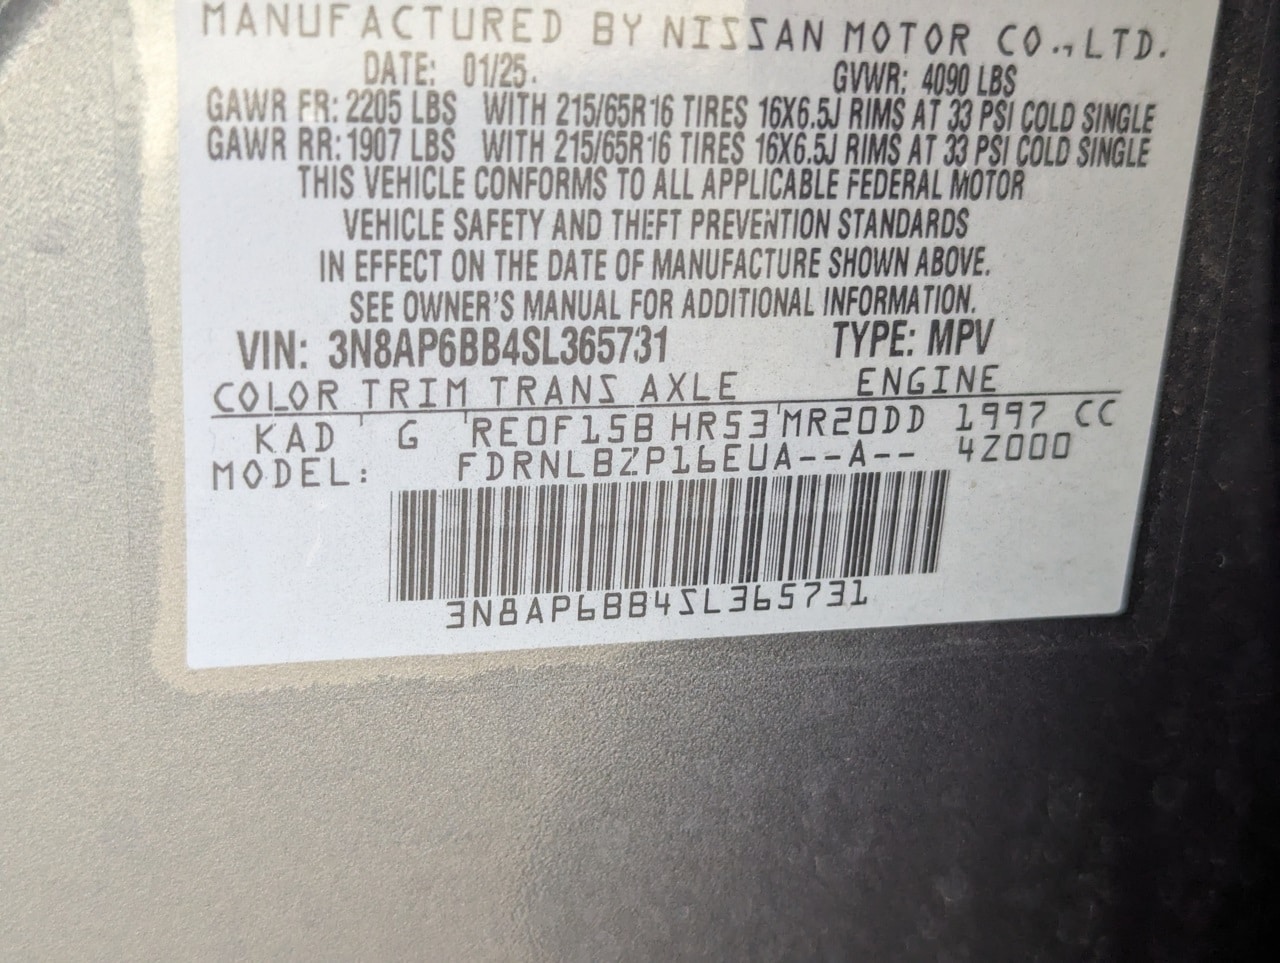 MANUFACTURED BY NISSAN MOTOR CO.,LTD.
DATE: 01/25. GVWR: 4090 LBS
GAWR FR: 2205 LBS WITH 215/65R16 TIRES 16X6.5J RIMS AT 33 PSI COLD SINGLE
GAWR RR: 1907 LBS WITH 215/65R16 TIRES 16X6.5J RIMS AT 33 PSI COLD SINGLE
THIS VEHICLE CONFORMS TO ALL APPLICABLE FEDERAL MOTOR
VEHICLE SAFETY AND THEFT PREVENTION STANDARDS
IN EFFECT ON THE DATE OF MANUFACTURE SHOWN ABOVE.
SEE OWNER'S MANUAL FOR ADDITIONAL INFORMATION.
VIN: 3N8AP6BB4SL365731 TYPE: MPV
COLOR TRIM TRANS AXLE ENGINE
KAD G RE0F15B HR53 MR20DD 1997 CC
MODEL: FDRNLBZP16EUA--A-- 4Z000
3N8AP6BB4SL365731